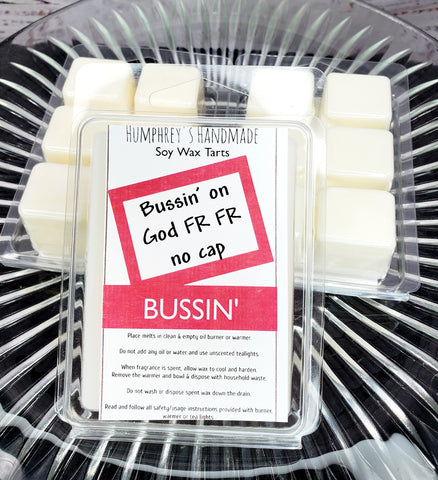 HUMPHREY'S HANDMADE
Soy Wax Tarts
Bussin' on
God FR FR
no cap
BUSSIN'
Place melts in clean & empty oil burner or warmer.
Do not add any oil or water and use unscented tealights.
When fragrance is spent, allow wax to cool and harden.
Remove the warmer and bowl & dispose with household waste.
Do not wash or dispose spent wax down the drain.
Read and follow all safety/usage instructions provided with burner,
warmer or tea lights.